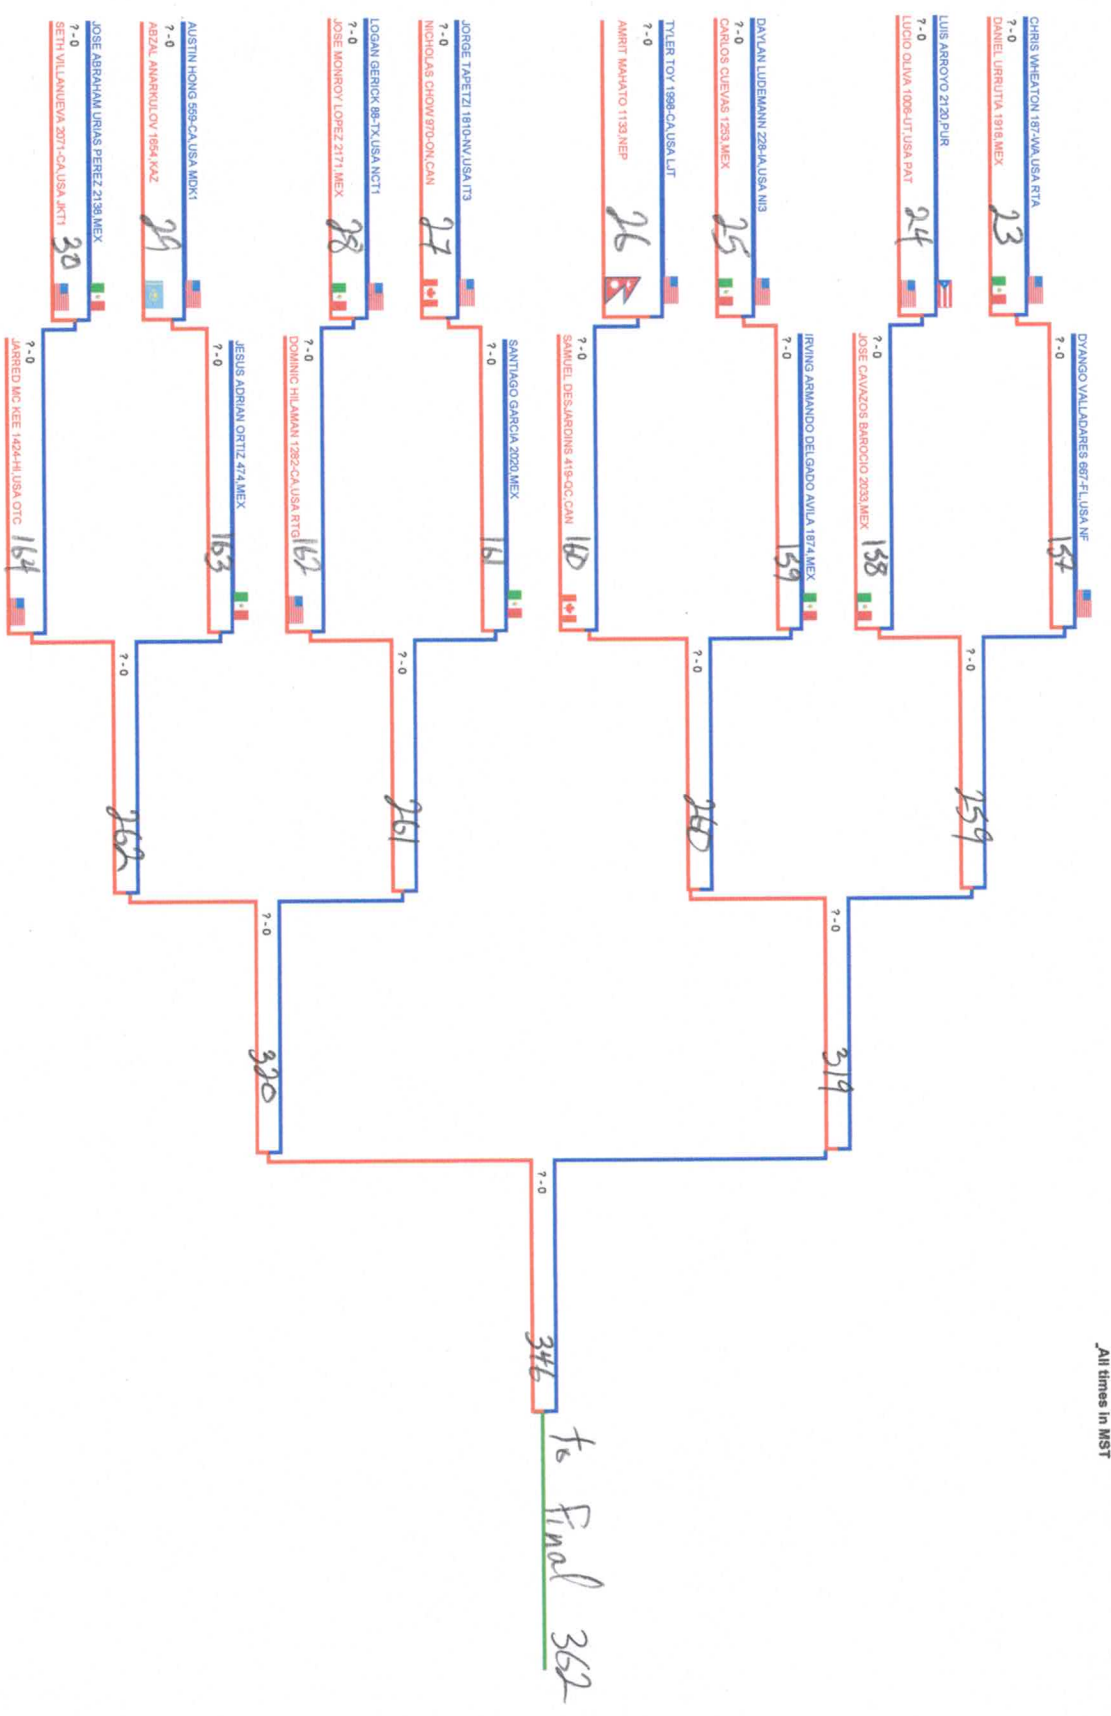 _All times in MST
CHRIS WHEATON 187-WA,USA RTA
? - 0
DANIEL URRUTIA 1918,MEX
23
DYANGO VALLADARES 667-FL,USA NF
? - 0
157
LUIS ARROYO 2120,PUR
? - 0
LUCIO OLIVA 1006-UT,USA PAT
24
? - 0
JOSE CAVAZOS BAROCIO 2033,MEX
158
? - 0
259
DAYLAN LUDEMANN 228-IA,USA NI3
? - 0
CARLOS CUEVAS 1253,MEX
25
IRVING ARMANDO DELGADO AVILA 1874,MEX
? - 0
159
TYLER TOY 1998-CA,USA LJT
? - 0
AMRIT MAHATO 1133,NEP
26
? - 0
SAMUEL DESJARDINS 419-QC,CAN
160
? - 0
260
? - 0
319
JORGE TAPETZI 1810-NV,USA IT3
? - 0
NICHOLAS CHOW 970-ON,CAN
27
SANTIAGO GARCIA 2020,MEX
? - 0
161
LOGAN GERICK 88-TX,USA NCT1
? - 0
JOSE MONROY LOPEZ 2171,MEX
28
? - 0
DOMINIC HILAMAN 1282-CA,USA RTG
162
? - 0
261
AUSTIN HONG 559-CA,USA MDK1
? - 0
ABZAL ANARKULOV 1654,KAZ
29
JESUS ADRIAN ORTIZ 474,MEX
? - 0
163
JOSE ABRAHAM URIAS PEREZ 2138,MEX
? - 0
SETH VILLANUEVA 2071-CA,USA JKT1
30
? - 0
JARRED MC KEE 1424-HI,USA OTC
164
? - 0
262
? - 0
320
? - 0
346
to Final 362